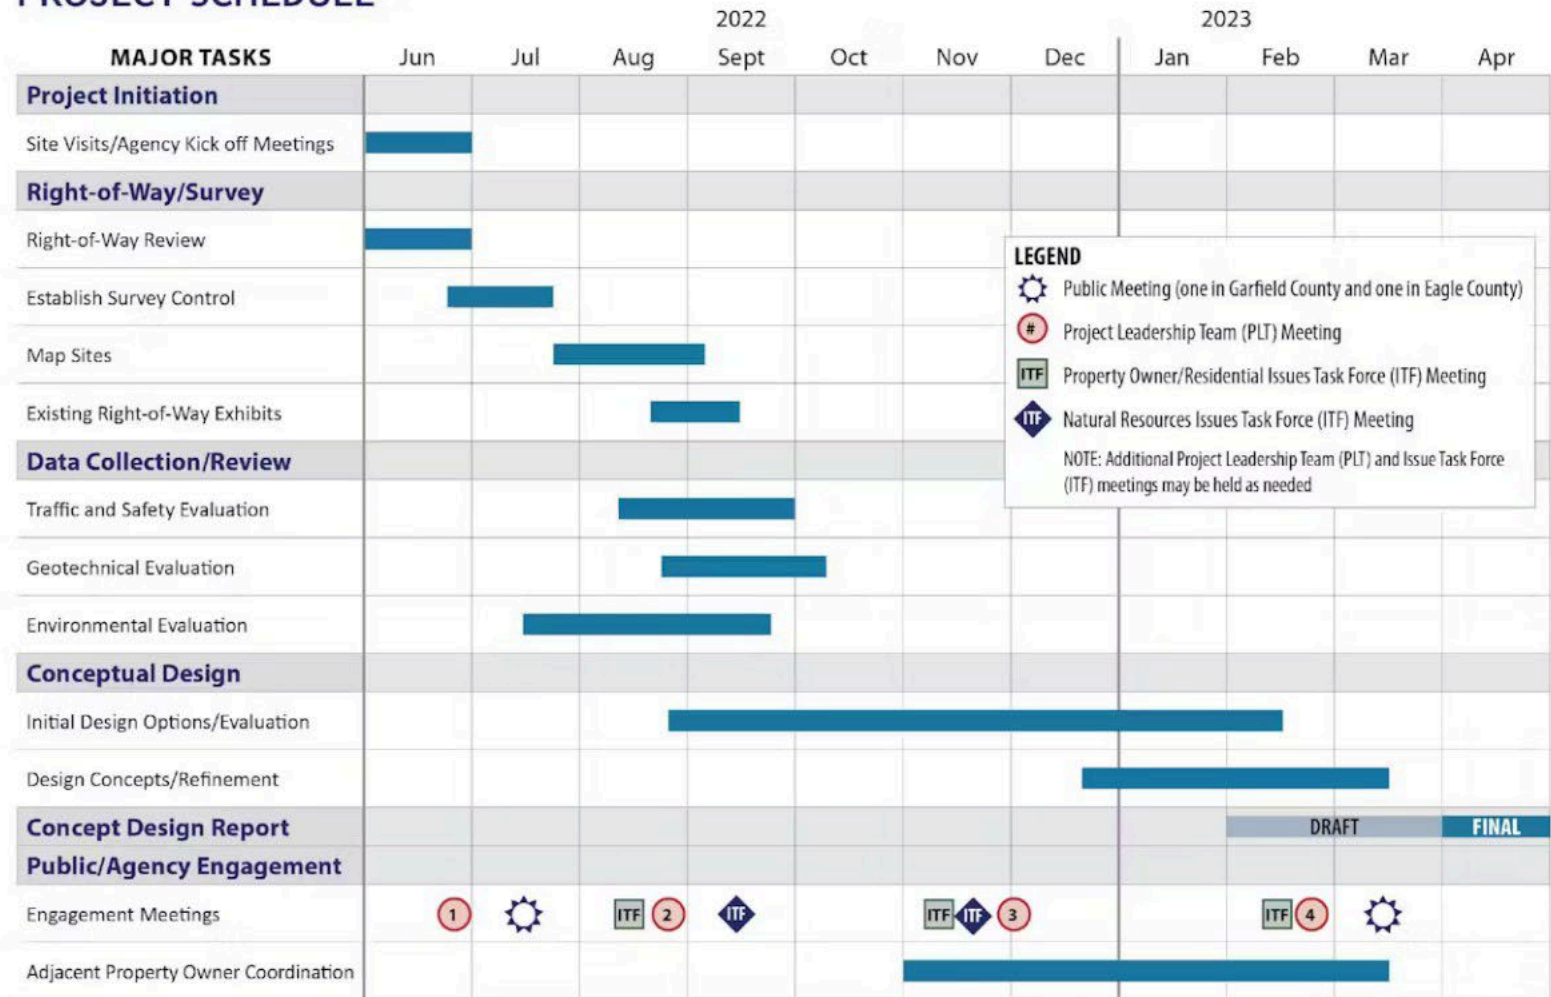 PROJECT SCHEDULE
2022 2023
MAJOR TASKS Jun Jul Aug Sept Oct Nov Dec Jan Feb Mar Apr
Project Initiation
Site Visits/Agency Kick off Meetings
Right-of-Way/Survey
Right-of-Way Review
Establish Survey Control
Map Sites
Existing Right-of-Way Exhibits
LEGEND
Public Meeting (one in Garfield County and one in Eagle County)
# Project Leadership Team (PLT) Meeting
ITF Property Owner/Residential Issues Task Force (ITF) Meeting
ITF Natural Resources Issues Task Force (ITF) Meeting
NOTE: Additional Project Leadership Team (PLT) and Issue Task Force
(ITF) meetings may be held as needed
Data Collection/Review
Traffic and Safety Evaluation
Geotechnical Evaluation
Environmental Evaluation
Conceptual Design
Initial Design Options/Evaluation
Design Concepts/Refinement
Concept Design Report DRAFT FINAL
Public/Agency Engagement
Engagement Meetings 1 ITF 2 ITF ITF ITF 3 ITF 4
Adjacent Property Owner Coordination